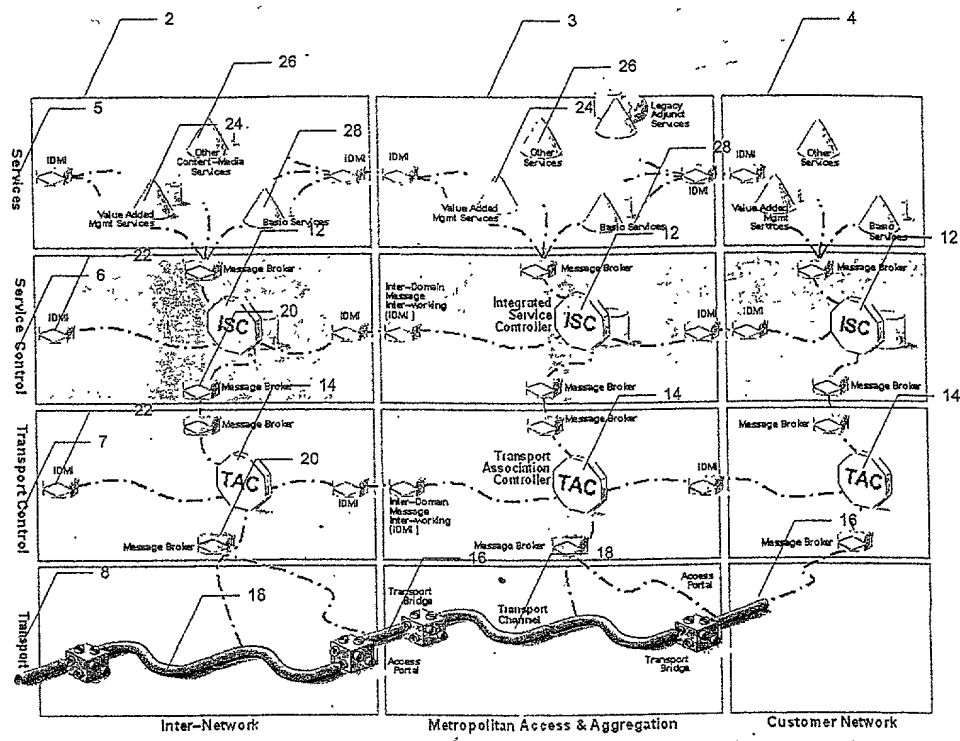 2
3
4
26
26
5
24
28
24
28
Legacy
Adjunct
Services
Services
IDMI
Other
Content-Media
Services
IDMI
IDMI
Other
Services
IDMI
IDMI
Other
Services
Value Added
Mgmt Services
Basic Services
Value Added
Mgmt Services
Basic Services
Value Added
Mgmt
Services
Basic
Services
12
12
12
22
6
Message Broker
Message Broker
Message Broker
Service Control
IDMI
20
ISC
IDMI
Inter-Domain
Message
Inter-working
(IDMI)
Integrated
Service
Controller
ISC
IDMI
IDMI
ISC
Message Broker
14
Message Broker
Message Broker
14
14
22
7
Message Broker
Message Broker
Message Broker
Transport Control
IDMI
20
TAC
IDMI
Inter-Domain
Message
Inter-working
(IDMI)
Transport
Association
Controller
TAC
IDMI
TAC
Message Broker
Message Broker
18
Message Broker
16
16
8
16
Transport
Transport
Bridge
Access
Portal
Transport
Channel
Access
Portal
Transport
Bridge
Inter-Network
Metropolitan Access & Aggregation
Customer Network